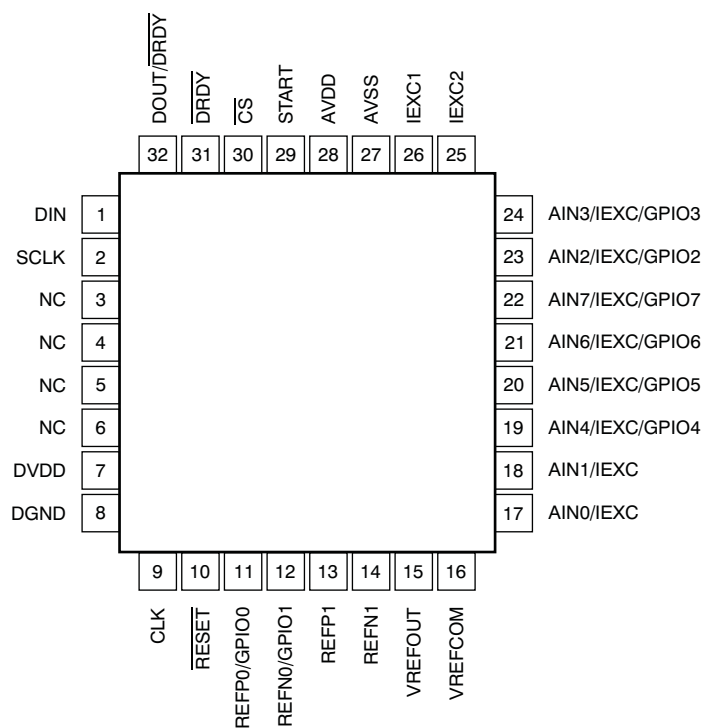 DOUT/DRDY
DRDY
CS
START
AVDD
AVSS
IEXC1
IEXC2
32
31
30
29
28
27
26
25
DIN 1
SCLK 2
NC 3
NC 4
NC 5
NC 6
DVDD 7
DGND 8
24 AIN3/IEXC/GPIO3
23 AIN2/IEXC/GPIO2
22 AIN7/IEXC/GPIO7
21 AIN6/IEXC/GPIO6
20 AIN5/IEXC/GPIO5
19 AIN4/IEXC/GPIO4
18 AIN1/IEXC
17 AIN0/IEXC
9
10
11
12
13
14
15
16
CLK
RESET
REFP0/GPIO0
REFN0/GPIO1
REFP1
REFN1
VREFOUT
VREFCOM